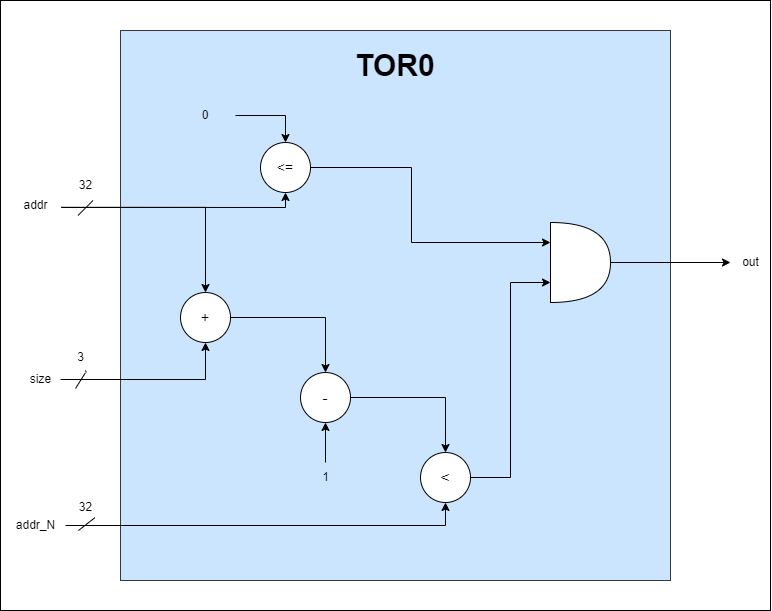 TOR0
0
<=
32
addr
out
+
3
size
-
1
<
32
addr_N